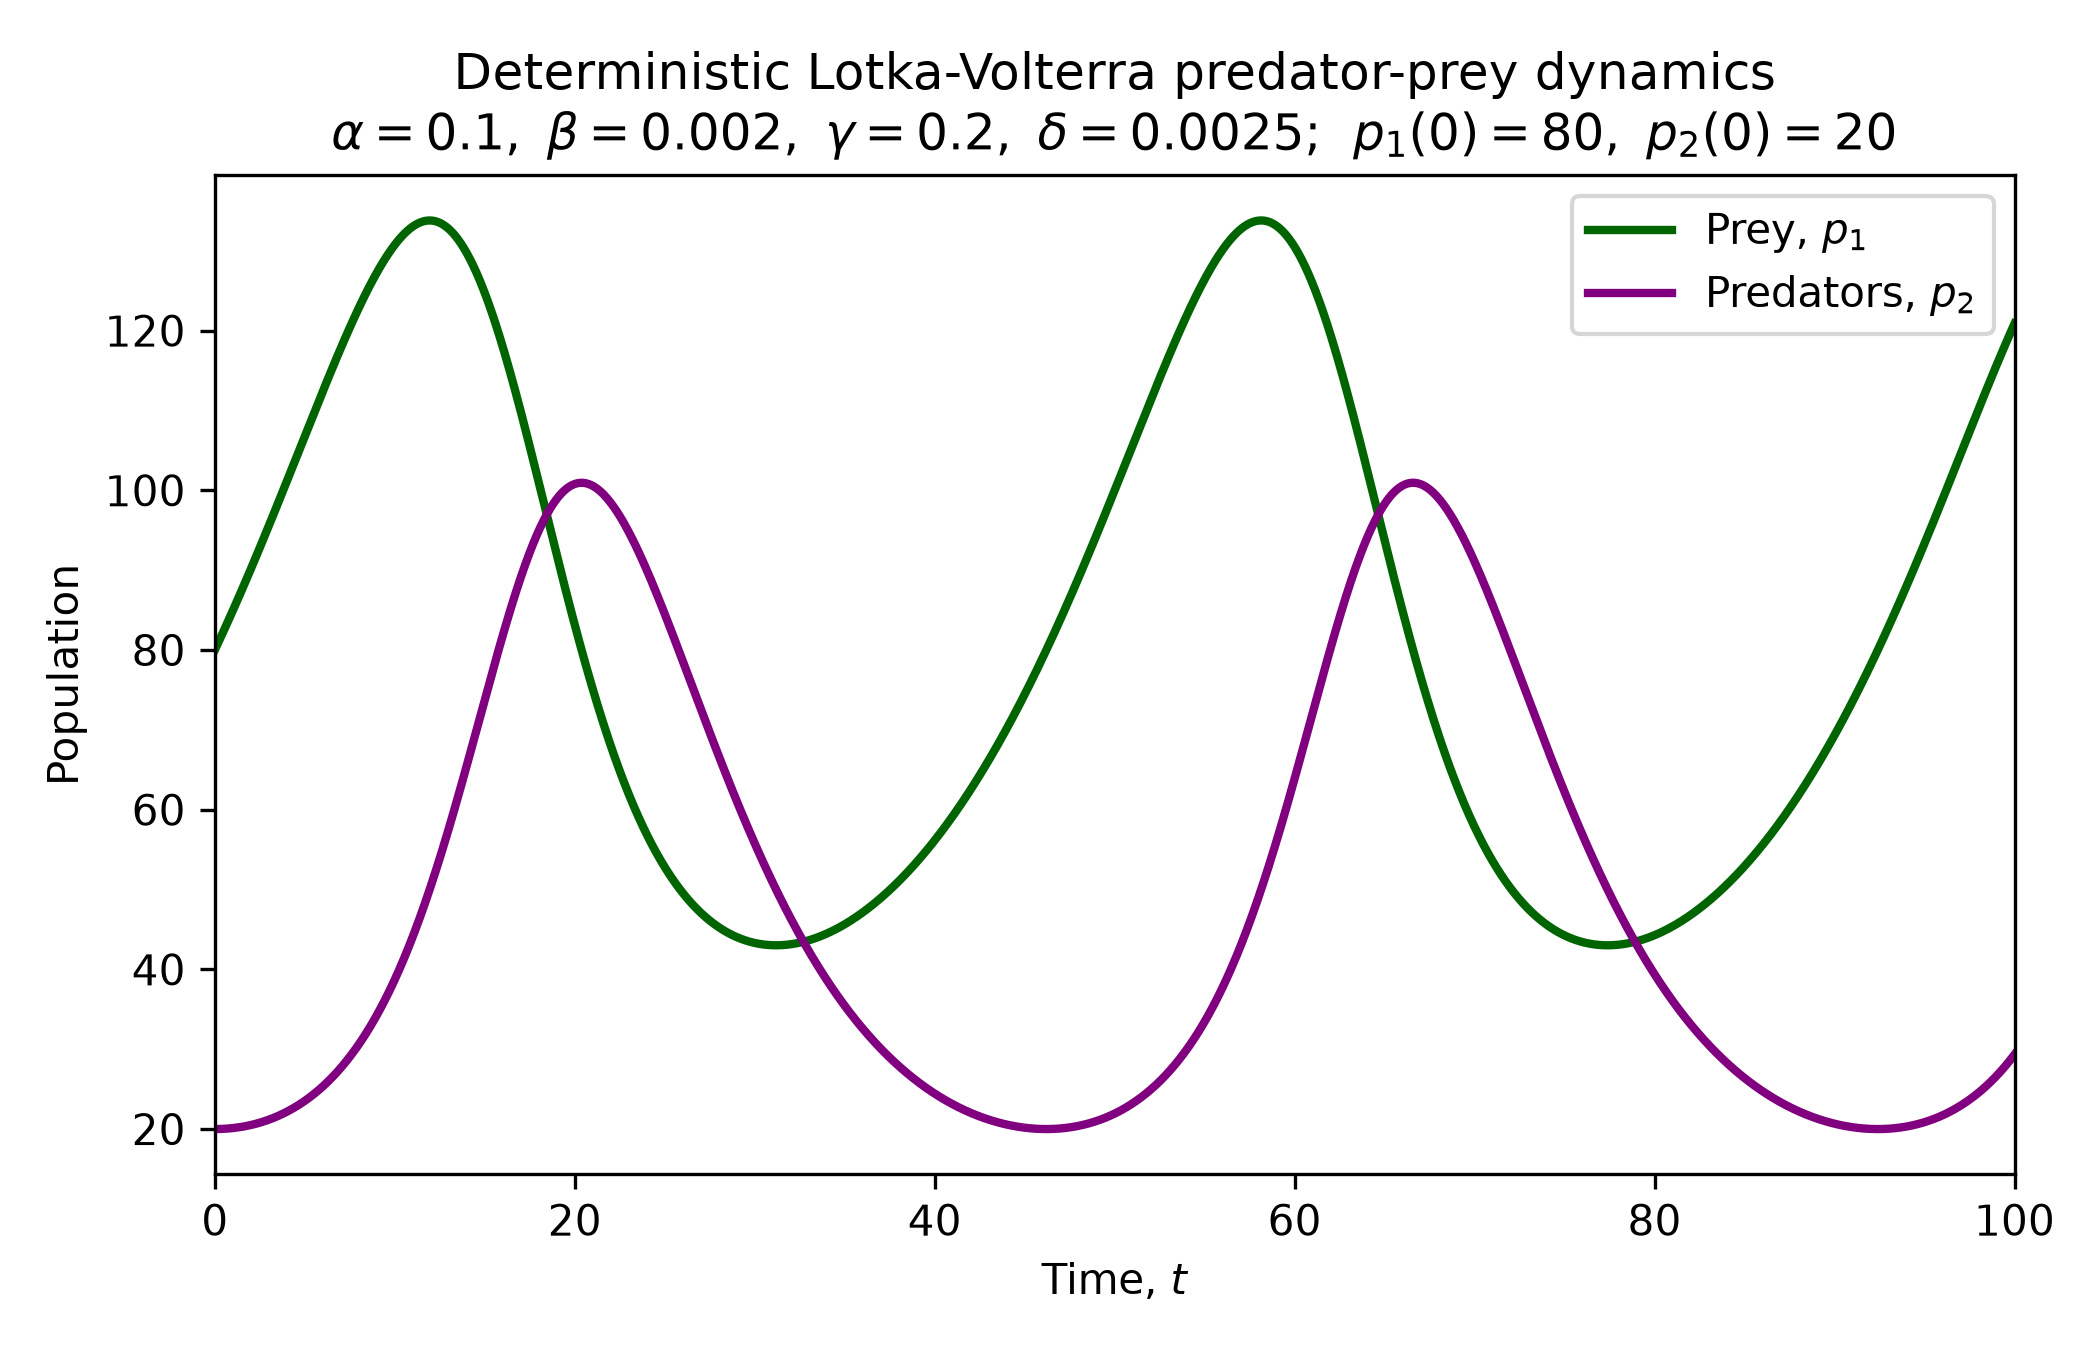 Deterministic Lotka-Volterra predator-prey dynamics
α = 0.1, β = 0.002, γ = 0.2, δ = 0.0025; p₁(0) = 80, p₂(0) = 20
Prey, p₁
Predators, p₂
120
100
80
60
40
20
Population
0 20 40 60 80 100
Time, t